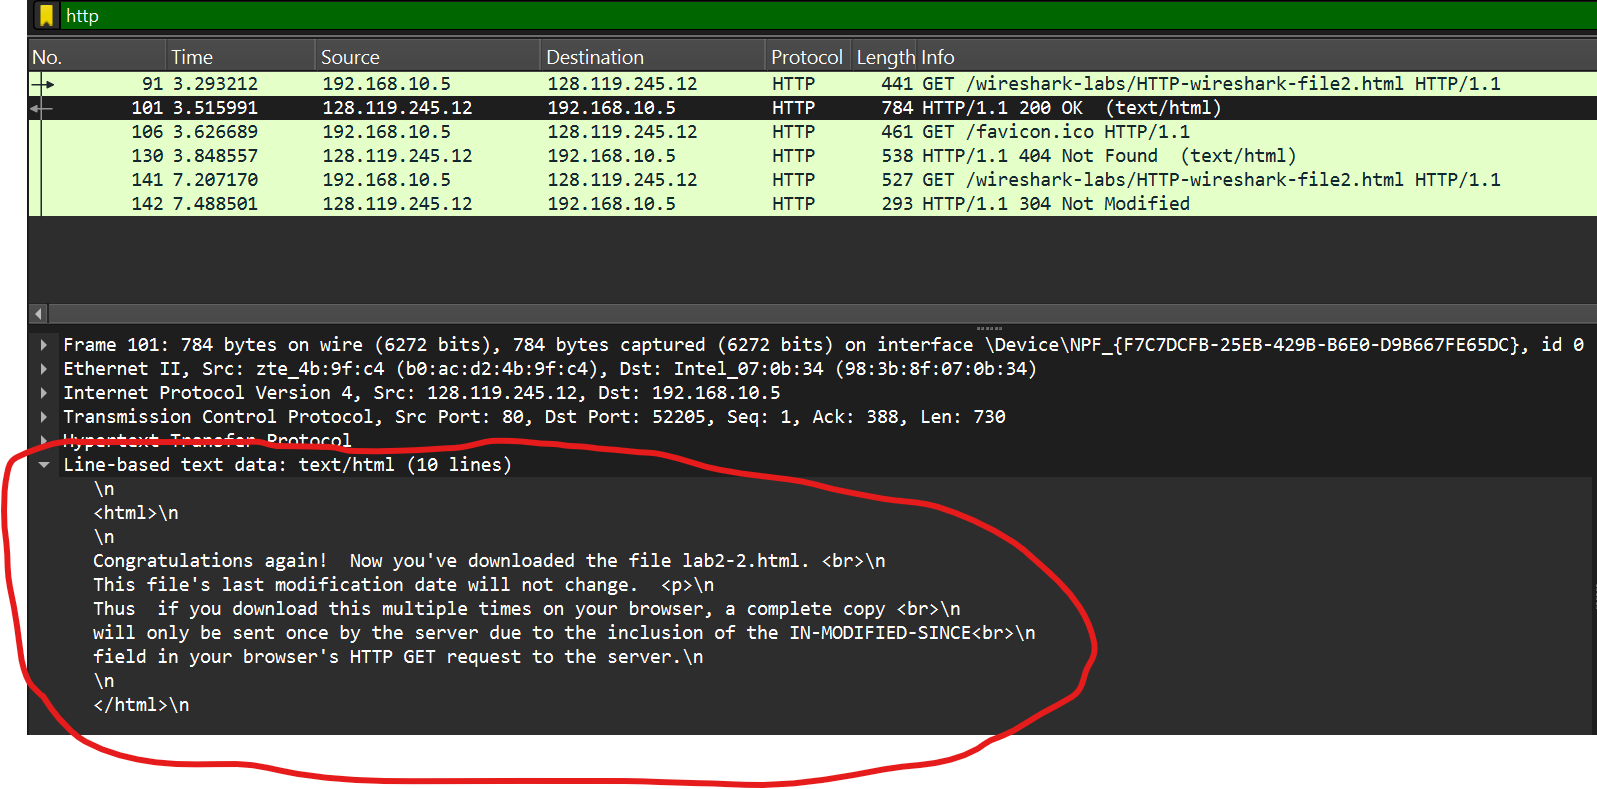 http
No. Time Source Destination Protocol Length Info
91 3.293212 192.168.10.5 128.119.245.12 HTTP 441 GET /wireshark-labs/HTTP-wireshark-file2.html HTTP/1.1
101 3.515991 128.119.245.12 192.168.10.5 HTTP 784 HTTP/1.1 200 OK  (text/html)
106 3.626689 192.168.10.5 128.119.245.12 HTTP 461 GET /favicon.ico HTTP/1.1
130 3.848557 128.119.245.12 192.168.10.5 HTTP 538 HTTP/1.1 404 Not Found  (text/html)
141 7.207170 192.168.10.5 128.119.245.12 HTTP 527 GET /wireshark-labs/HTTP-wireshark-file2.html HTTP/1.1
142 7.488501 128.119.245.12 192.168.10.5 HTTP 293 HTTP/1.1 304 Not Modified
Frame 101: 784 bytes on wire (6272 bits), 784 bytes captured (6272 bits) on interface \Device\NPF_{F7C7DCFB-25EB-429B-B6E0-D9B667FE65DC}, id 0
Ethernet II, Src: zte_4b:9f:c4 (b0:ac:d2:4b:9f:c4), Dst: Intel_07:0b:34 (98:3b:8f:07:0b:34)
Internet Protocol Version 4, Src: 128.119.245.12, Dst: 192.168.10.5
Transmission Control Protocol, Src Port: 80, Dst Port: 52205, Seq: 1, Ack: 388, Len: 730
Hypertext Transfer Protocol
Line-based text data: text/html (10 lines)
\n
<html>\n
\n
Congratulations again!  Now you've downloaded the file lab2-2.html. <br>\n
This file's last modification date will not change.  <p>\n
Thus  if you download this multiple times on your browser, a complete copy <br>\n
will only be sent once by the server due to the inclusion of the IN-MODIFIED-SINCE<br>\n
field in your browser's HTTP GET request to the server.\n
\n
</html>\n